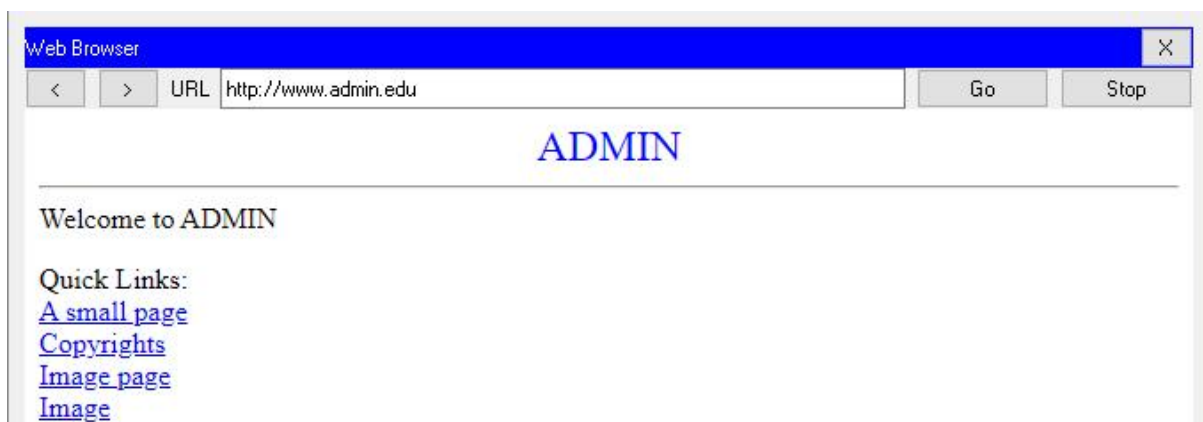 Web Browser X
< > URL http://www.admin.edu Go Stop
ADMIN
Welcome to ADMIN
Quick Links:
A small page
Copyrights
Image page
Image